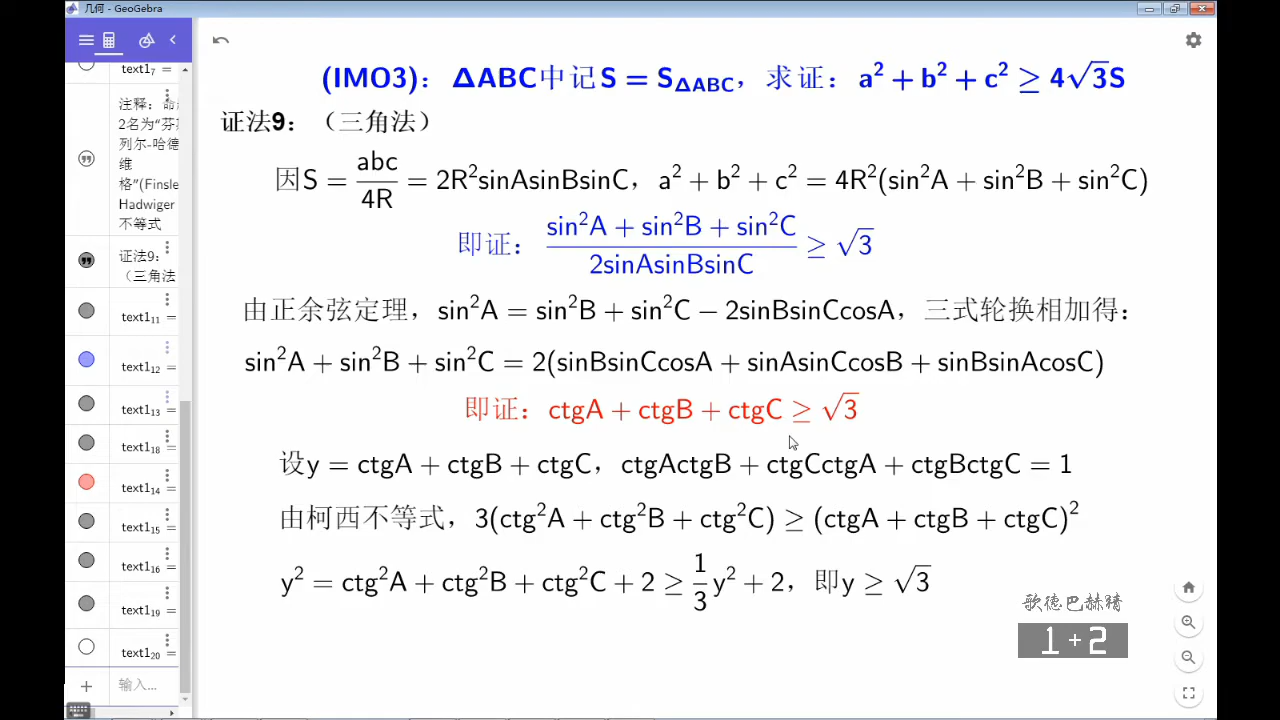 几何 - GeoGebra
text1₇ =
注释：命
2名为“芬
列尔-哈德
维
格”(Finsle
Hadwiger
不等式
证法9:
（三角法
text1₁₁ =
text1₁₂ =
text1₁₃ =
text1₁₈ =
text1₁₄ =
text1₁₅ =
text1₁₆ =
text1₁₉ =
text1₂₀ =
输入...
(IMO3)：ΔABC中记S = S_ΔABC，求证：a² + b² + c² ≥ 4√3S
证法9：（三角法）
因S = abc/4R = 2R²sinAsinBsinC，a² + b² + c² = 4R²(sin²A + sin²B + sin²C)
即证：(sin²A + sin²B + sin²C)/(2sinAsinBsinC) ≥ √3
由正余弦定理，sin²A = sin²B + sin²C − 2sinBsinCcosA，三式轮换相加得：
sin²A + sin²B + sin²C = 2(sinBsinCcosA + sinAsinCcosB + sinBsinAcosC)
即证：ctgA + ctgB + ctgC ≥ √3
设y = ctgA + ctgB + ctgC，ctgActgB + ctgCctgA + ctgBctgC = 1
由柯西不等式，3(ctg²A + ctg²B + ctg²C) ≥ (ctgA + ctgB + ctgC)²
y² = ctg²A + ctg²B + ctg²C + 2 ≥ 1/3 y² + 2，即y ≥ √3
歌德巴赫猜
1+2